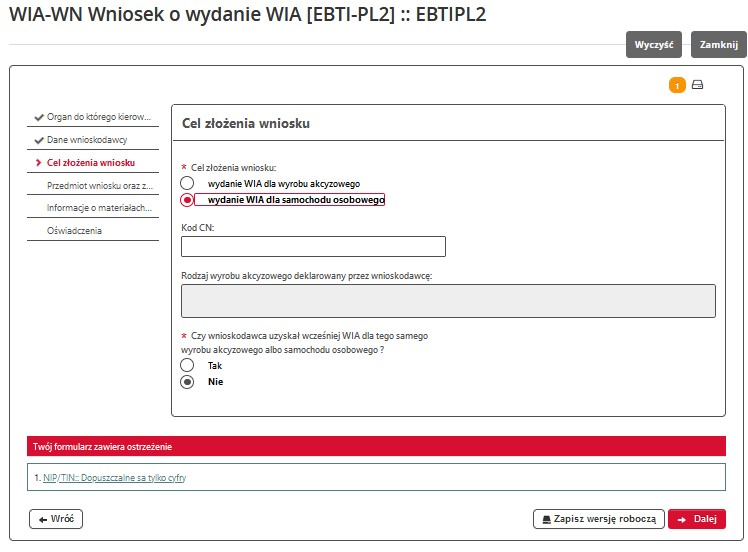 WIA-WN Wniosek o wydanie WIA [EBTI-PL2] :: EBTIPL2
Wyczyść
Zamknij
1
Organ do którego kierow...
Dane wnioskodawcy
Cel złożenia wniosku
Przedmiot wniosku oraz z...
Informacje o materiałach...
Oświadczenia
Cel złożenia wniosku
* Cel złożenia wniosku:
wydanie WIA dla wyrobu akcyzowego
wydanie WIA dla samochodu osobowego
Kod CN:
Rodzaj wyrobu akcyzowego deklarowany przez wnioskodawcę:
* Czy wnioskodawca uzyskał wcześniej WIA dla tego samego
wyrobu akcyzowego albo samochodu osobowego ?
Tak
Nie
Twój formularz zawiera ostrzeżenie
1. NIP/TIN:: Dopuszczalne sa tylko cyfry
Wróć
Zapisz wersję roboczą
Dalej